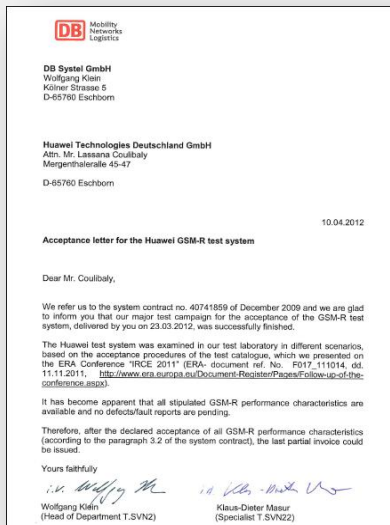 DB
Mobility
Networks
Logistics
DB Systel GmbH
Wolfgang Klein
Kölner Strasse 5
D-65760 Eschborn
Huawei Technologies Deutschland GmbH
Attn. Mr. Lassana Coulibaly
Mergenthaleralle 45-47
D-65760 Eschborn
10.04.2012
Acceptance letter for the Huawei GSM-R test system
Dear Mr. Coulibaly,
We refer us to the system contract no. 40741859 of December 2009 and we are glad
to inform you that our major test campaign for the acceptance of the GSM-R test
system, delivered by you on 23.03.2012, was successfully finished.
The Huawei test system was examined in our test laboratory in different scenarios,
based on the acceptance procedures of the test catalogue, which we presented on
the ERA Conference "IRCE 2011" (ERA- document ref. No. F017_111014, dd.
11.11.2011, http://www.era.europa.eu/Document-Register/Pages/Follow-up-of-the-
conference.aspx).
It has become apparent that all stipulated GSM-R performance characteristics are
available and no defects/fault reports are pending.
Therefore, after the declared acceptance of all GSM-R performance characteristics
(according to the paragraph 3.2 of the system contract), the last partial invoice could
be issued.
Yours faithfully
Wolfgang Klein
(Head of Department T.SVN2)
Klaus-Dieter Masur
(Specialist T.SVN22)